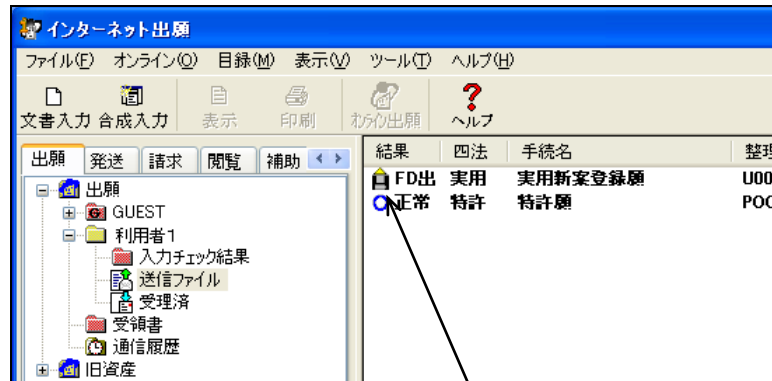 インターネット出願
ファイル(F) オンライン(O) 目録(M) 表示(V) ツール(T) ヘルプ(H)
文書入力 合成入力 表示 印刷 オンライン出願 ヘルプ
出願 発送 請求 閲覧 補助
結果 四法 手続名 整理
FD出 実用 実用新案登録願 U00
正常 特許 特許願 POC
出願
GUEST
利用者1
入力チェック結果
送信ファイル
受理済
受領書
通信履歴
旧資産